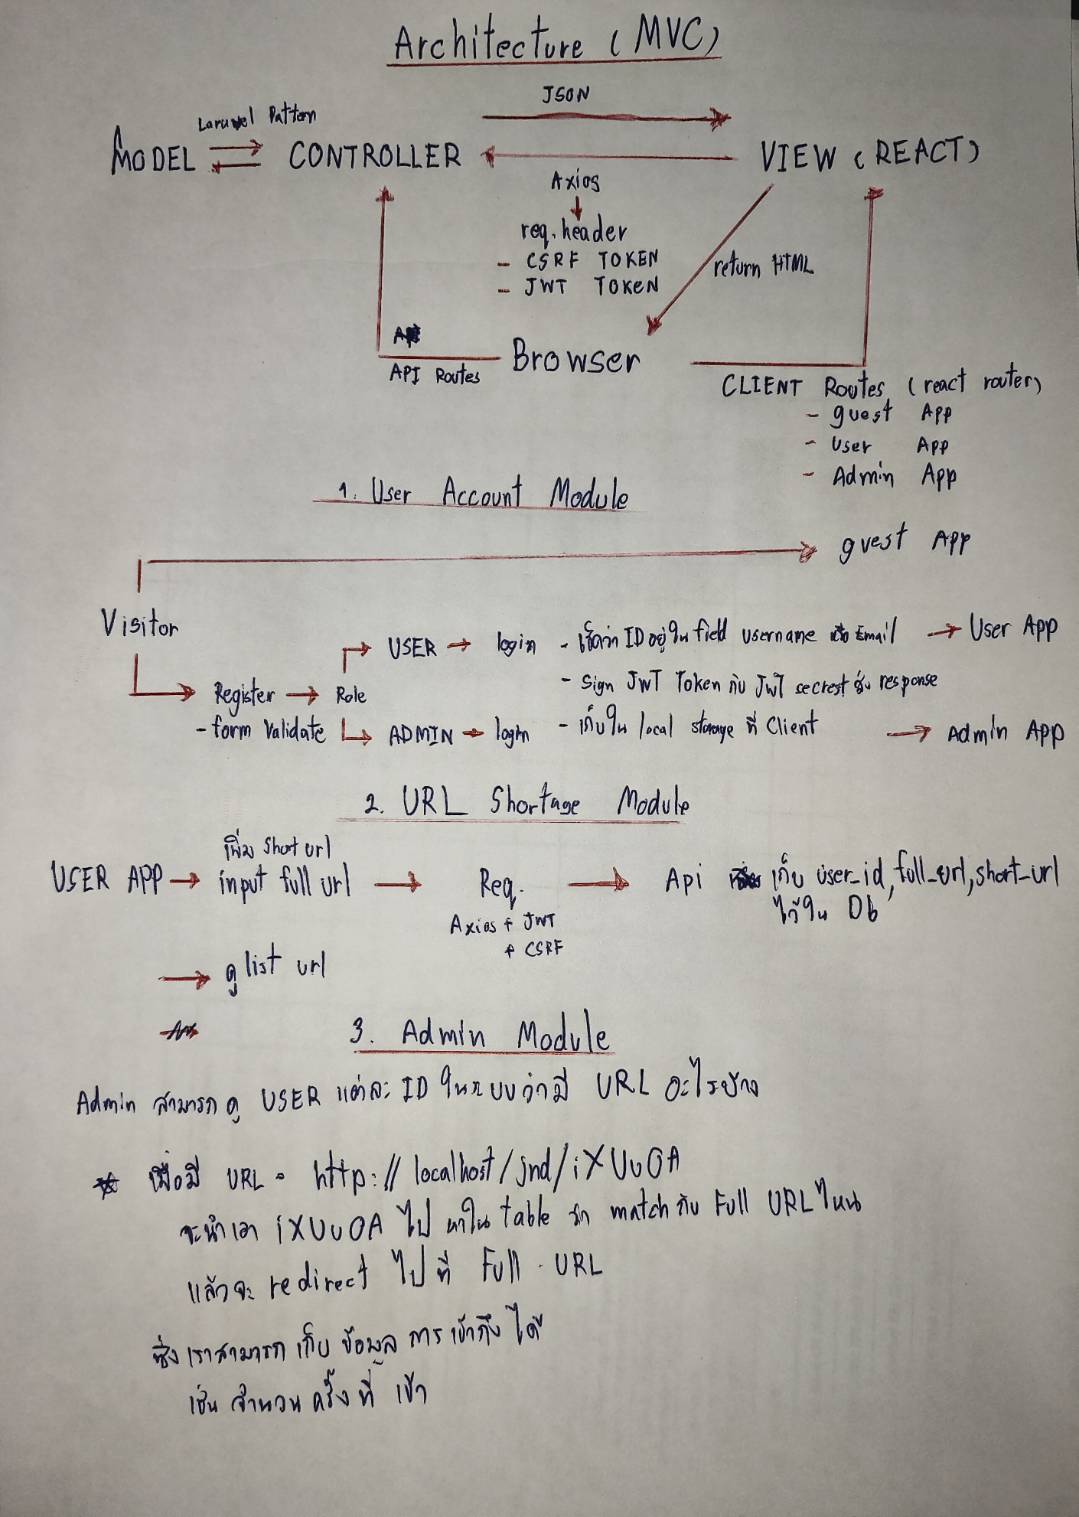 Architecture (MVC)
JSON
Laravel Pattern
MODEL CONTROLLER VIEW (REACT)
Axios
req. header
- CSRF TOKEN
- JWT TOKEN
return HTML
Browser
API Routes
CLIENT Routes (react router)
- guest App
- User App
- Admin App
1. User Account Module
guest App
Visitor
USER login - เช็คว่า ID อยู่ใน field username หรือ Email User App
Register Role
- Sign JWT Token กับ JWT secrest ส่ง response
- form Validate ADMIN login - เก็บใน local storage ที่ Client Admin App
2. URL Shortage Module
เพิ่ม short url
USER APP input full url Req. Api เก็บ user_id, full_url, short_url
ไว้ใน Db
Axios + JWT
+ CSRF
ดู list url
3. Admin Module
Admin สามารถ ดู USER แต่ละ ID ในระบบว่ามี URL อะไรบ้าง
* เมื่อมี URL = http://localhost/jnd/iXUuOA
จะนำเอา iXUuOA ไป หาใน table ว่า match กับ Full URL ไหน
แล้วจะ redirect ไปที่ Full URL
ซึ่งเราสามารถ เก็บ ข้อมูล การเข้าถึง ได้
เช่น จำนวน ครั้ง ที่ เข้า